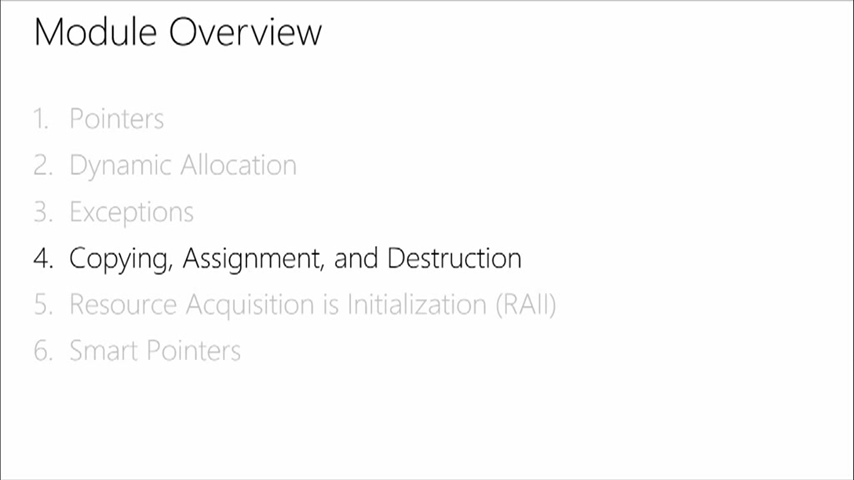 Module Overview
1. Pointers
2. Dynamic Allocation
3. Exceptions
4. Copying, Assignment, and Destruction
5. Resource Acquisition is Initialization (RAII)
6. Smart Pointers